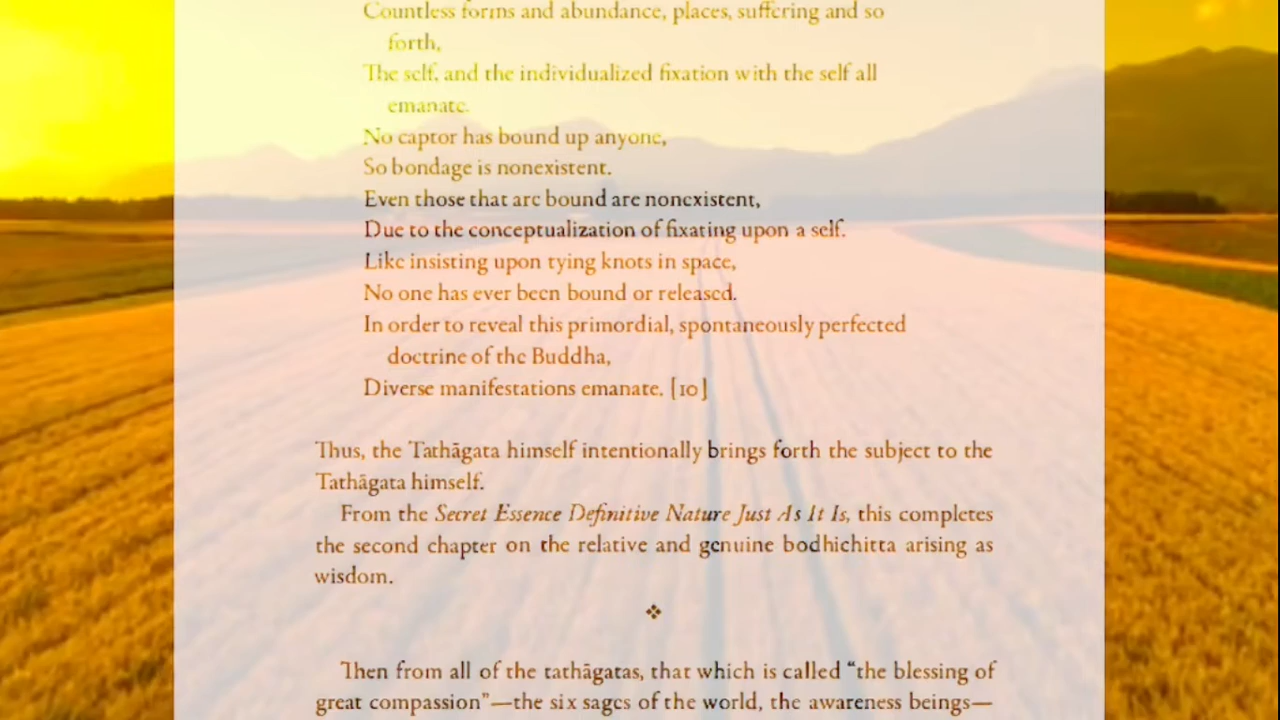 Countless forms and abundance, places, suffering and so
forth,
The self, and the individualized fixation with the self all
emanate.
No captor has bound up anyone,
So bondage is nonexistent.
Even those that are bound are nonexistent,
Due to the conceptualization of fixating upon a self.
Like insisting upon tying knots in space,
No one has ever been bound or released.
In order to reveal this primordial, spontaneously perfected
doctrine of the Buddha,
Diverse manifestations emanate. [10]
Thus, the Tathāgata himself intentionally brings forth the subject to the
Tathāgata himself.
From the Secret Essence Definitive Nature Just As It Is, this completes
the second chapter on the relative and genuine bodhichitta arising as
wisdom.
Then from all of the tathāgatas, that which is called “the blessing of
great compassion”—the six sages of the world, the awareness beings—